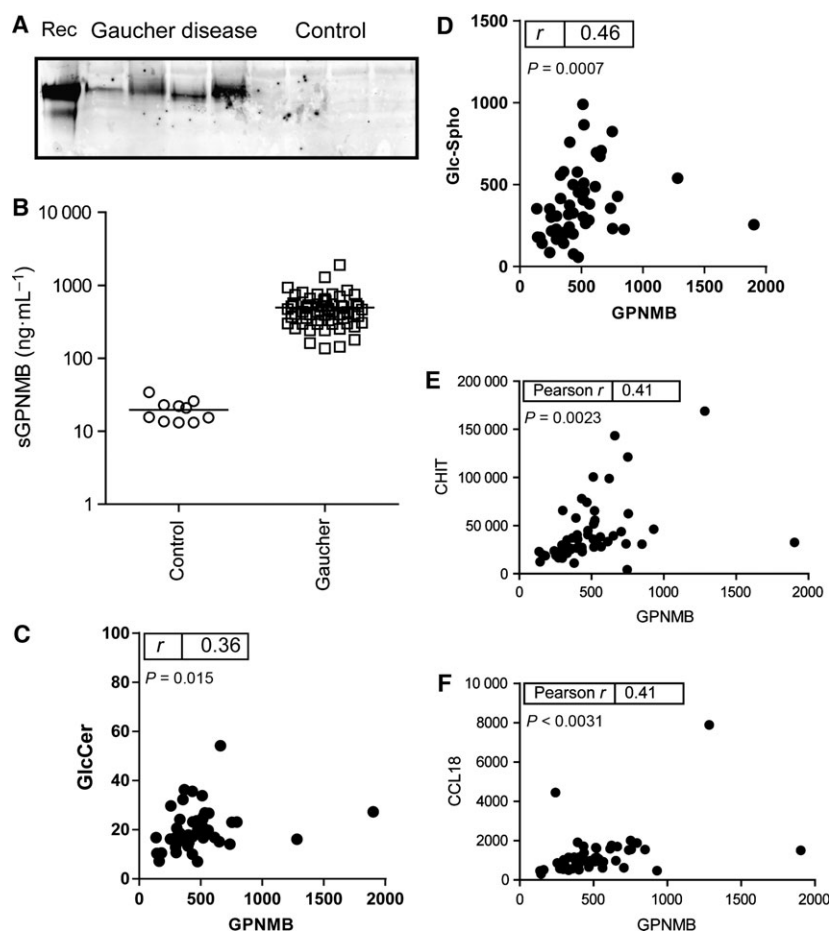 A
Rec Gaucher disease Control
B
sGPNMB (ng·mL⁻¹)
10 000
1000
100
10
1
Control
Gaucher
C
r 0.36
P = 0.015
GlcCer
100
80
60
40
20
0
0 500 1000 1500 2000
GPNMB
D
r 0.46
P = 0.0007
Glc-Spho
1500
1000
500
0
0 500 1000 1500 2000
GPNMB
E
Pearson r 0.41
P = 0.0023
CHIT
200 000
150 000
100 000
50 000
0
0 500 1000 1500 2000
GPNMB
F
Pearson r 0.41
P < 0.0031
CCL18
10 000
8000
6000
4000
2000
0
0 500 1000 1500 2000
GPNMB